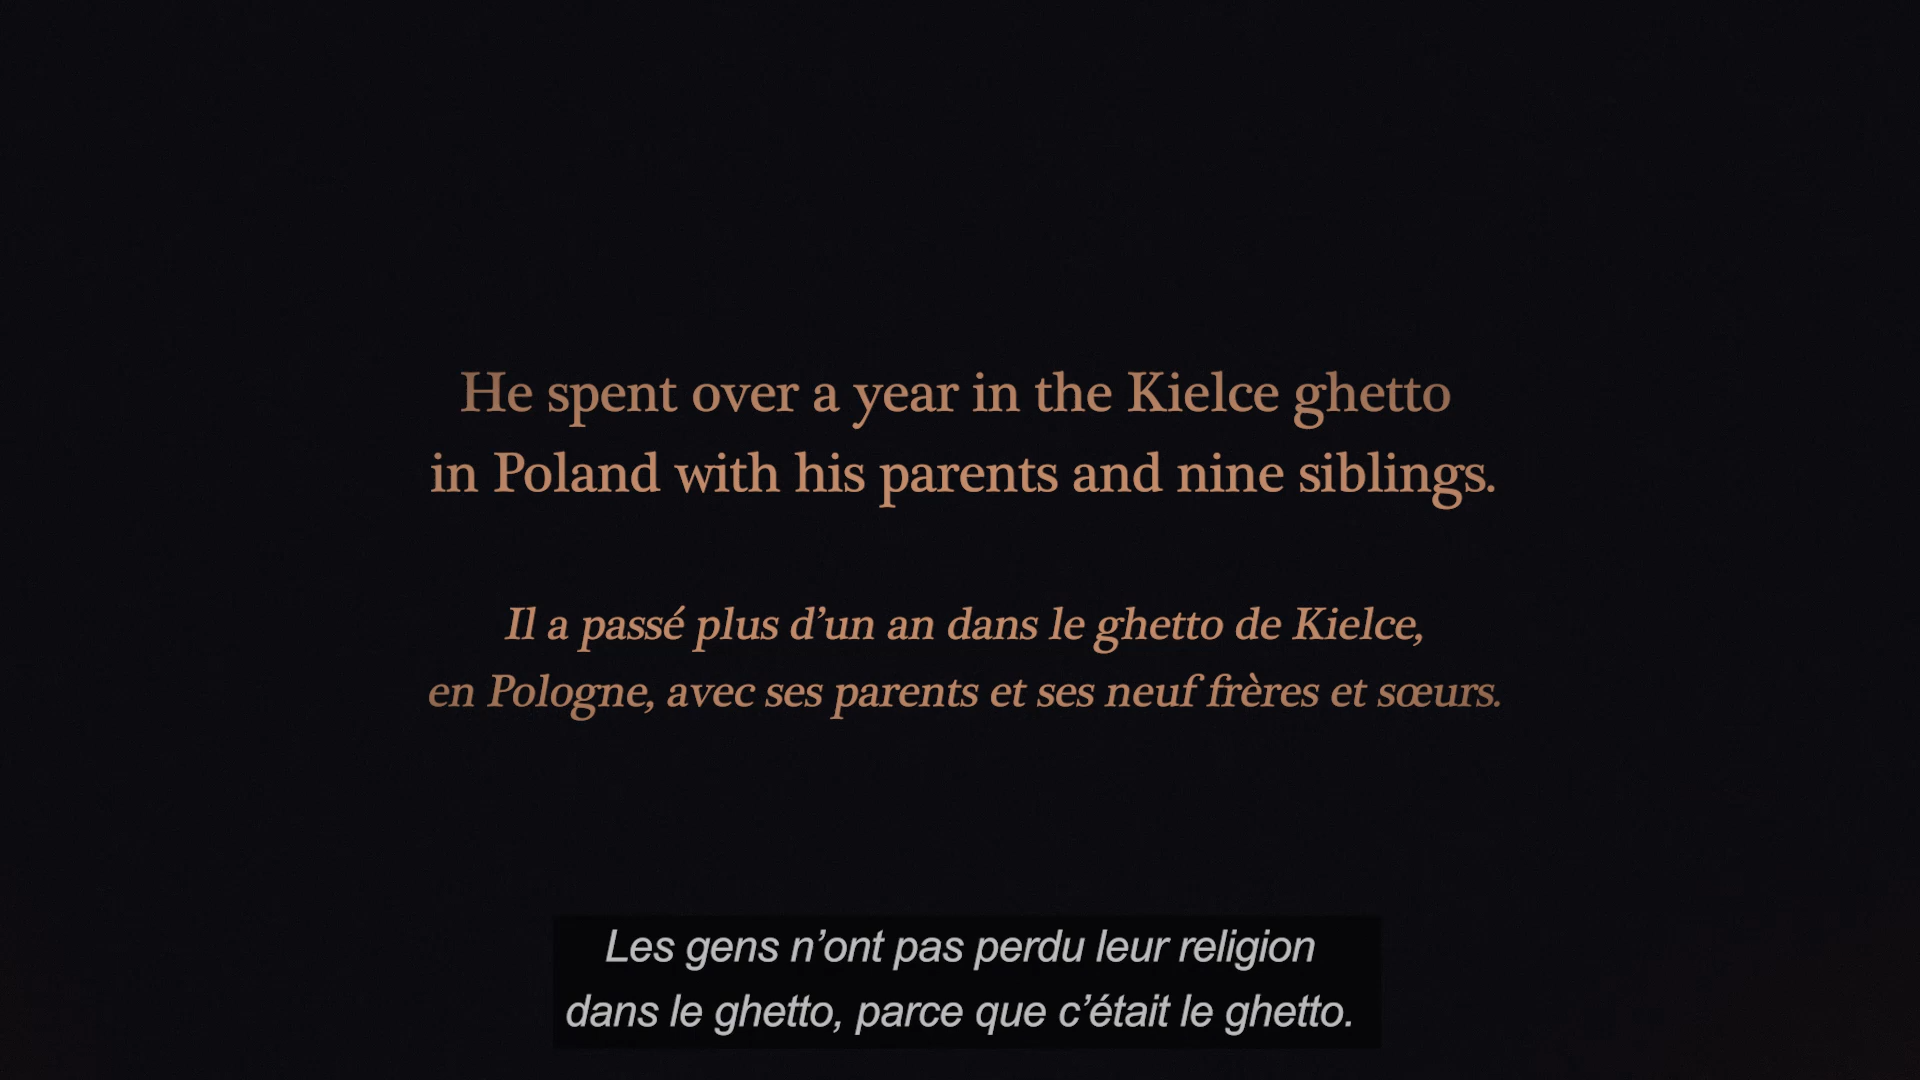 He spent over a year in the Kielce ghetto
in Poland with his parents and nine siblings.
Il a passé plus d’un an dans le ghetto de Kielce,
en Pologne, avec ses parents et ses neuf frères et sœurs.
Les gens n’ont pas perdu leur religion
dans le ghetto, parce que c’était le ghetto.